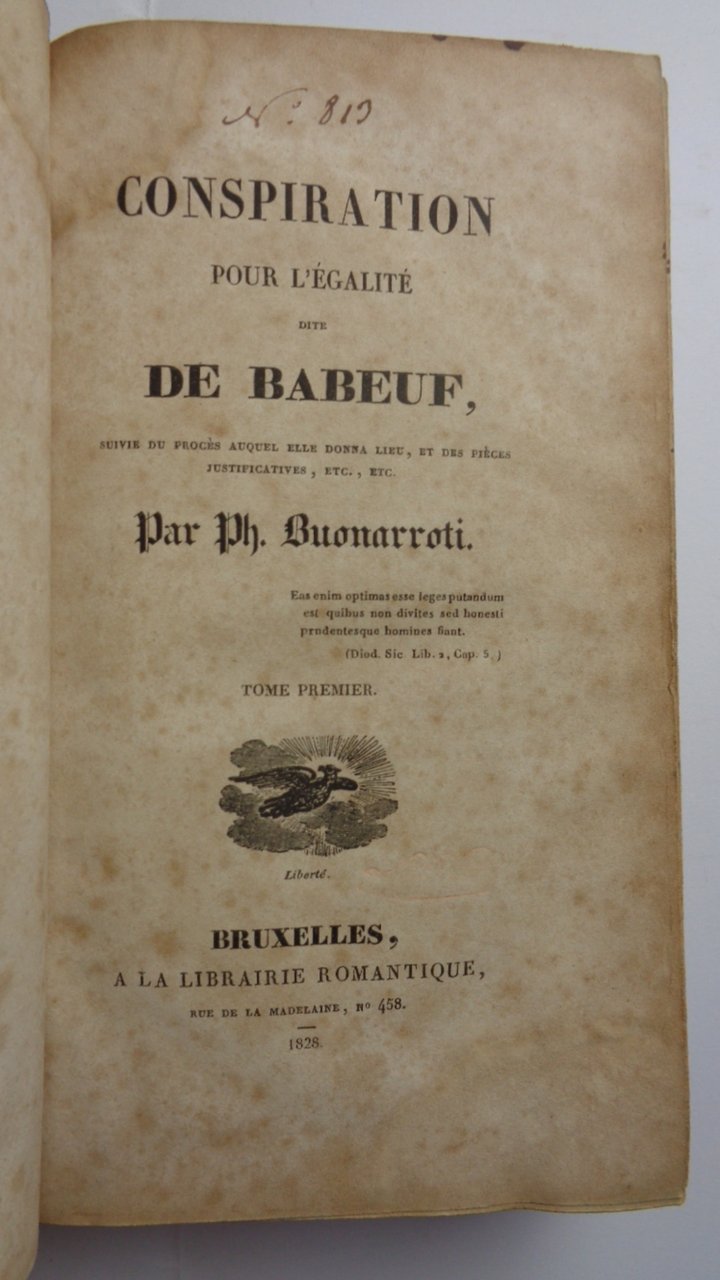 N.º 813
CONSPIRATION
POUR L'ÉGALITÉ
DITE
DE BABEUF,
SUIVIE DU PROCÈS AUQUEL ELLE DONNA LIEU, ET DES PIÈCES
JUSTIFICATIVES, ETC., ETC.
Par Ph. Buonarroti.
Eas enim optimas esse leges putandum
est quibus non divites sed honesti
prudentesque homines fiant.
(Diod. Sic Lib. 2, Cap. 5.)
TOME PREMIER.
Liberté.
BRUXELLES,
A LA LIBRAIRIE ROMANTIQUE,
RUE DE LA MADELAINE, Nº 458.
1828.